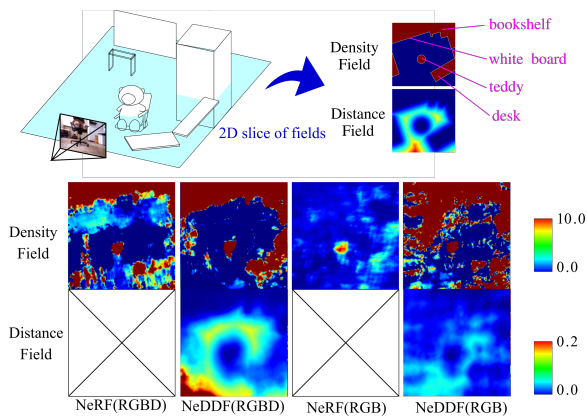 bookshelf
Density
Field
white board
teddy
Distance
Field
desk
2D slice of fields
Density
Field
10.0
0.0
Distance
Field
0.2
0.0
NeRF(RGBD) NeDDF(RGBD) NeRF(RGB) NeDDF(RGB)